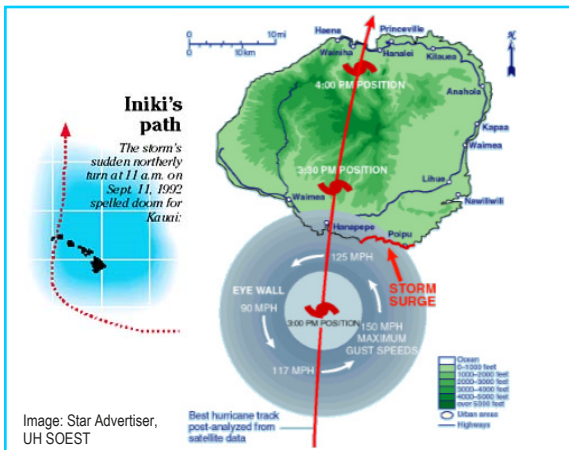 Iniki's
path
The storm's
sudden northerly
turn at 11 a.m. on
Sept. 11, 1992
spelled doom for
Kauai:
0 10mi
0 10km
N
Haena
Princeville
Wainiha
Hanalei
Kilauea
4:00 PM POSITION
Anahola
Kapaa
Waimea
3:30 PM POSITION
Lihue
Nawiliwili
Waimea
Hanapepe
Poipu
125 MPH
STORM
SURGE
EYE WALL
90 MPH
3:00 PM POSITION
150 MPH
MAXIMUM
GUST SPEEDS
117 MPH
Best hurricane track
post-analyzed from
satellite data
Ocean
0–1000 feet
1000–2000 feet
2000–3000 feet
3000–4000 feet
4000–5000 feet
over 5000 feet
Urban areas
Highways
Image: Star Advertiser,
UH SOEST